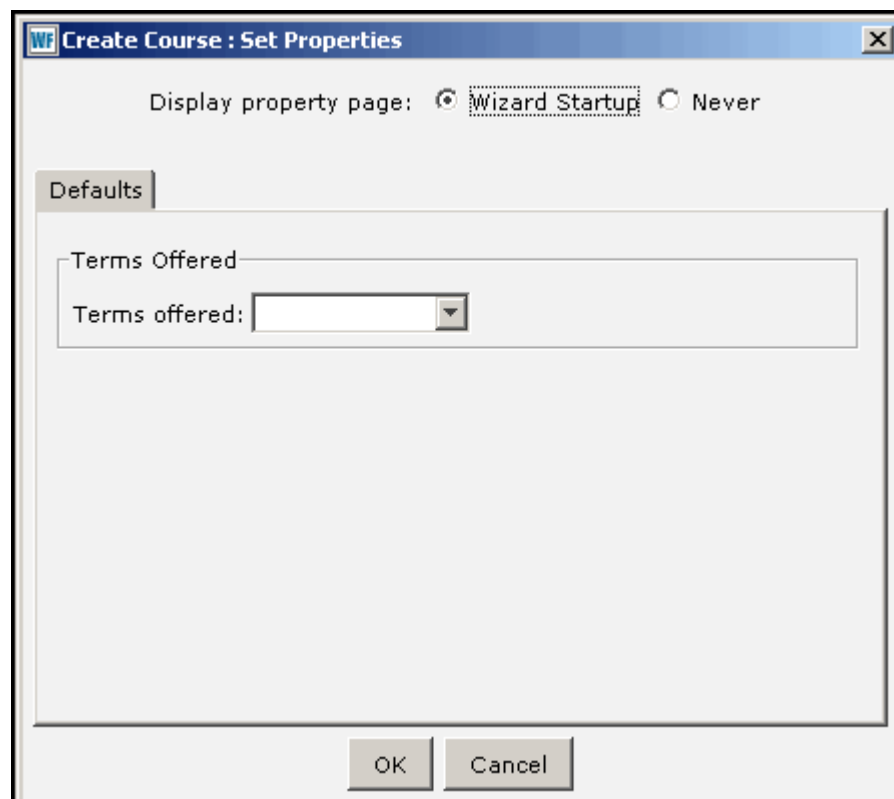 WF Create Course : Set Properties
Display property page: Wizard Startup Never
Defaults
Terms Offered
Terms offered:
OK Cancel